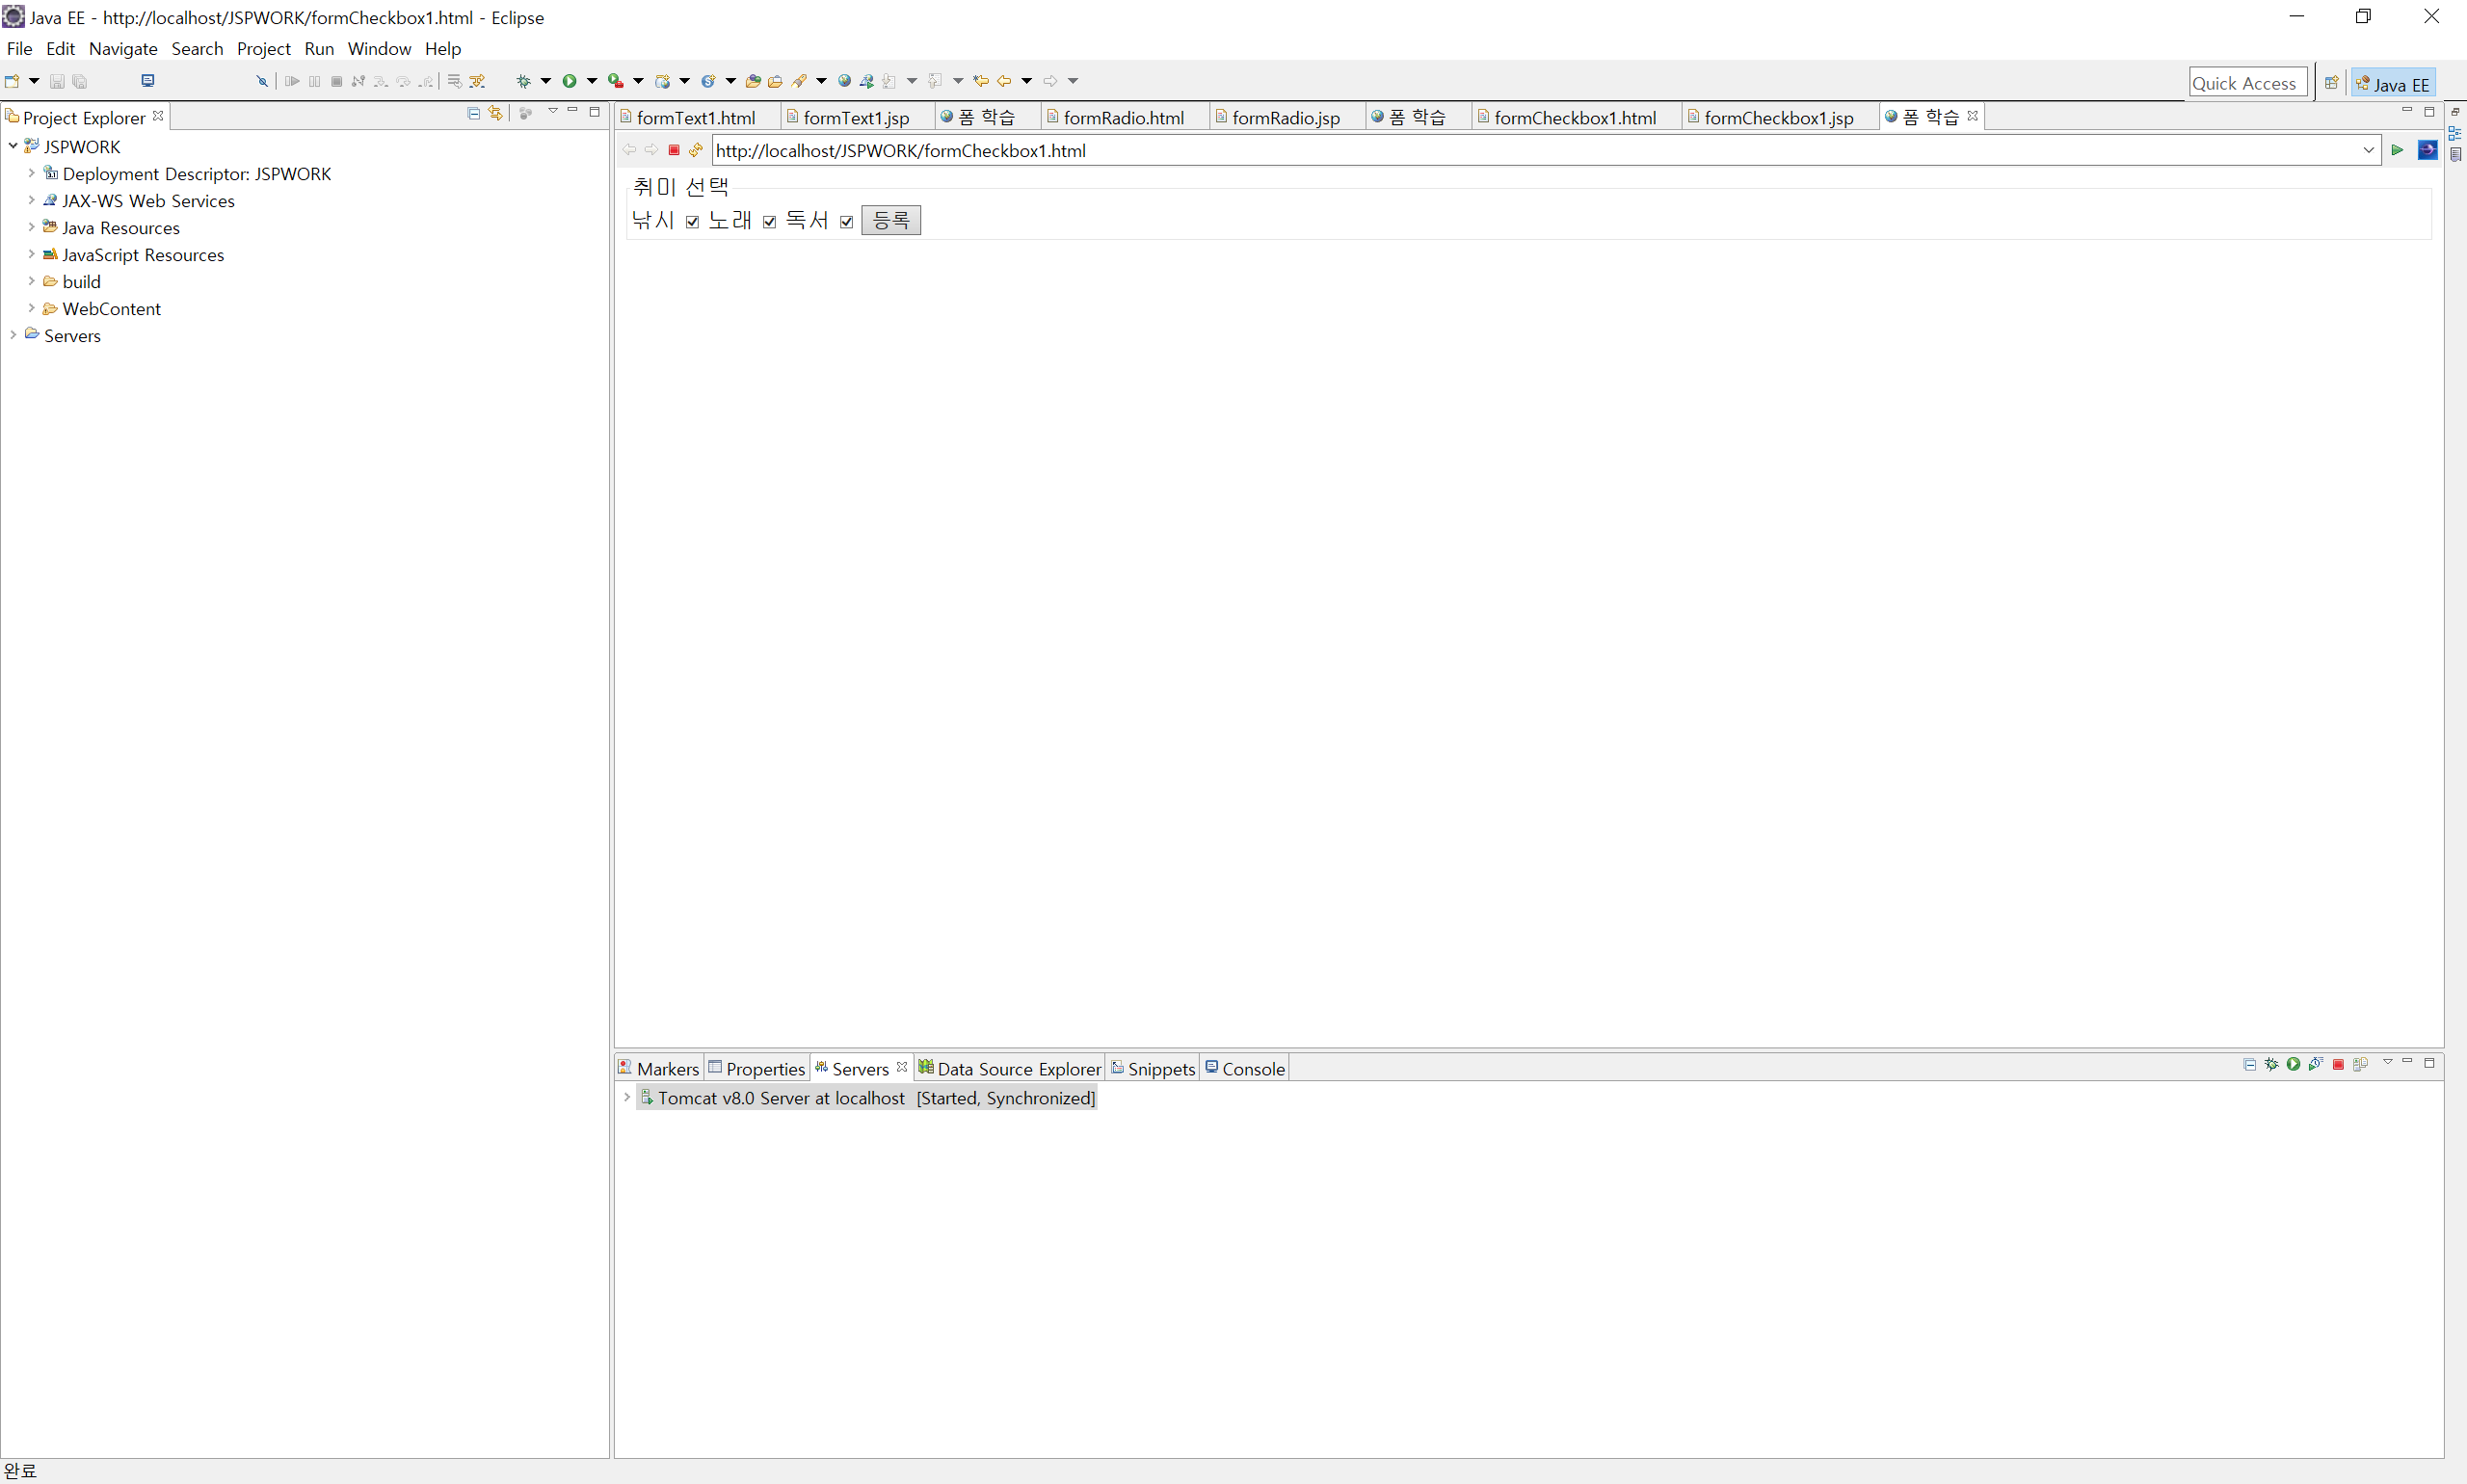 Java EE - http://localhost/JSPWORK/formCheckbox1.html - Eclipse
File Edit Navigate Search Project Run Window Help
Quick Access Java EE
Project Explorer
JSPWORK
Deployment Descriptor: JSPWORK
JAX-WS Web Services
Java Resources
JavaScript Resources
build
WebContent
Servers
formText1.html formText1.jsp 폼 학습 formRadio.html formRadio.jsp 폼 학습 formCheckbox1.html formCheckbox1.jsp 폼 학습
http://localhost/JSPWORK/formCheckbox1.html
취미 선택
낚시 노래 독서 등록
Markers Properties Servers Data Source Explorer Snippets Console
Tomcat v8.0 Server at localhost [Started, Synchronized]
완료